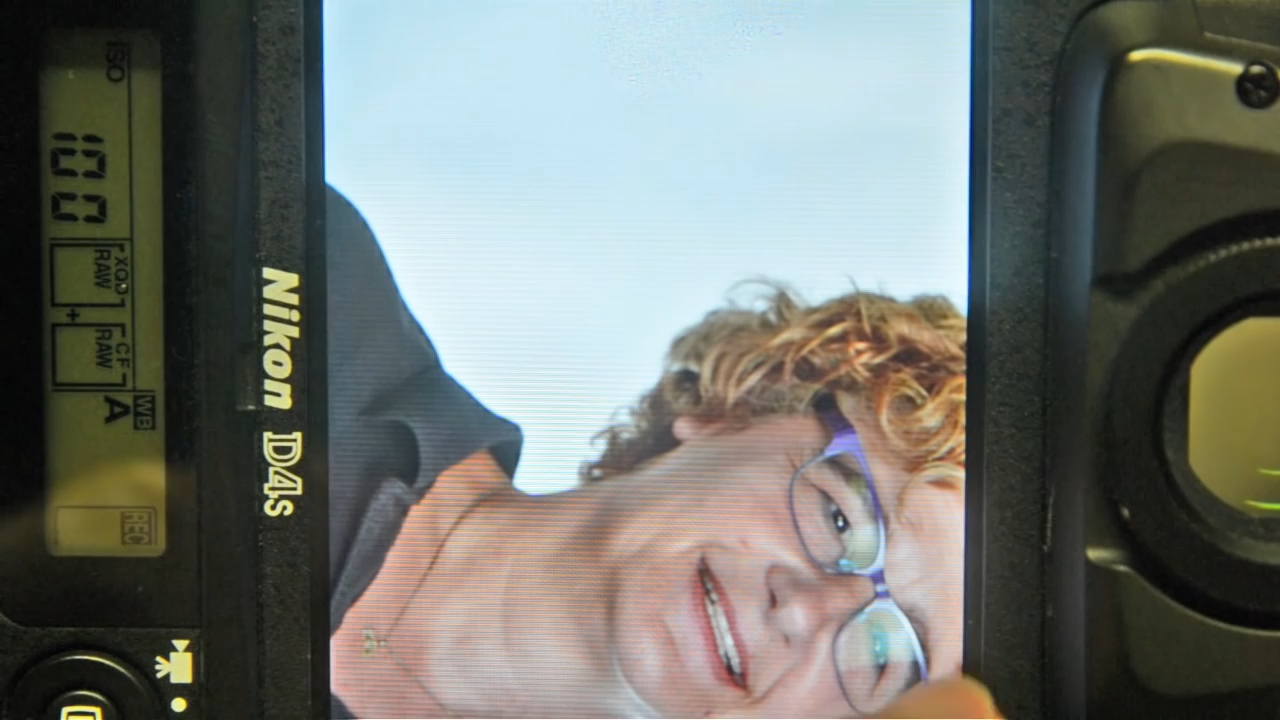 ISO
100
XQD
RAW
+
CF
RAW
WB
A
REC
Nikon D4s